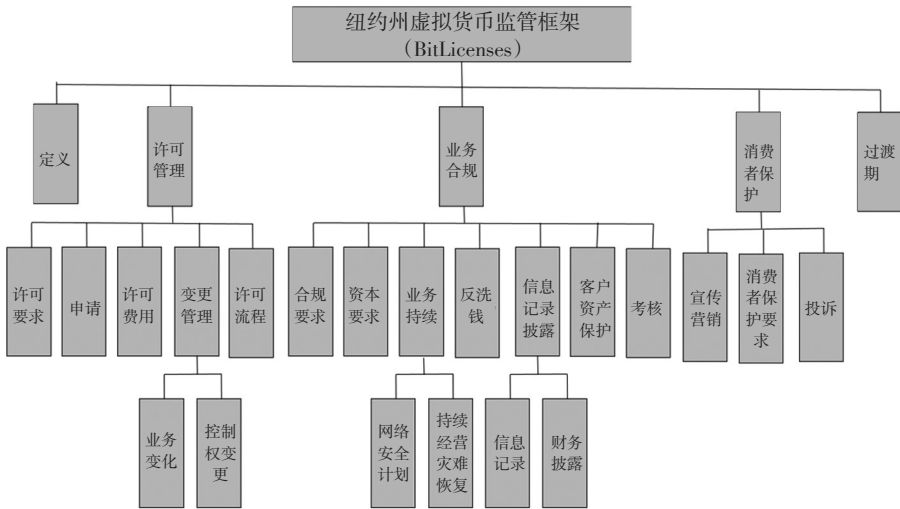 纽约州虚拟货币监管框架
（BitLicenses）
定义
许可
管理
业务
合规
消费
者保
护
过渡
期
许可
要求
申请
许可
费用
变更
管理
许可
流程
合规
要求
资本
要求
业务
持续
反洗
钱
信息
记录
披露
客户
资产
保护
考核
宣传
营销
消费
者保
护要
求
投诉
业务
变化
控制
权变
更
网络
安全
计划
持续
经营
灾难
恢复
信息
记录
财务
披露